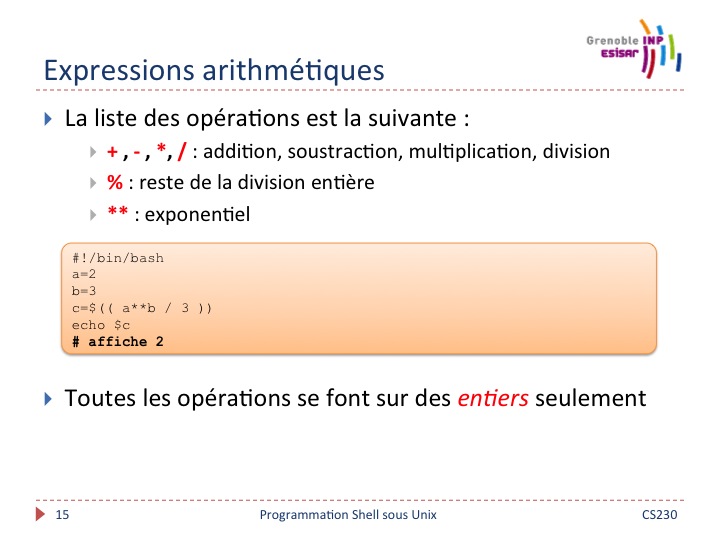 Grenoble INP
ESISAR
Expressions arithmétiques
La liste des opérations est la suivante :
+ , - , *, / : addition, soustraction, multiplication, division
% : reste de la division entière
** : exponentiel
#!/bin/bash
a=2
b=3
c=$(( a**b / 3 ))
echo $c
# affiche 2
Toutes les opérations se font sur des entiers seulement
15 Programmation Shell sous Unix CS230